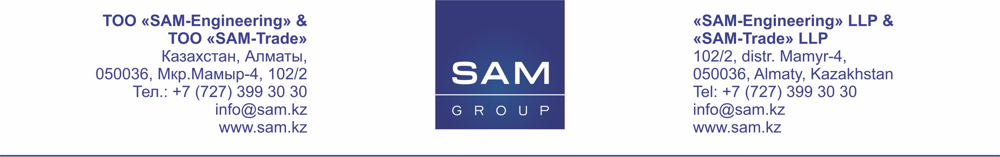 ТОО «SAM-Engineering» &
ТОО «SAM-Trade»
Казахстан, Алматы,
050036, Мкр.Мамыр-4, 102/2
Тел.: +7 (727) 399 30 30
info@sam.kz
www.sam.kz
SAM
GROUP
«SAM-Engineering» LLP &
«SAM-Trade» LLP
102/2, distr. Mamyr-4,
050036, Almaty, Kazakhstan
Tel: +7 (727) 399 30 30
info@sam.kz
www.sam.kz